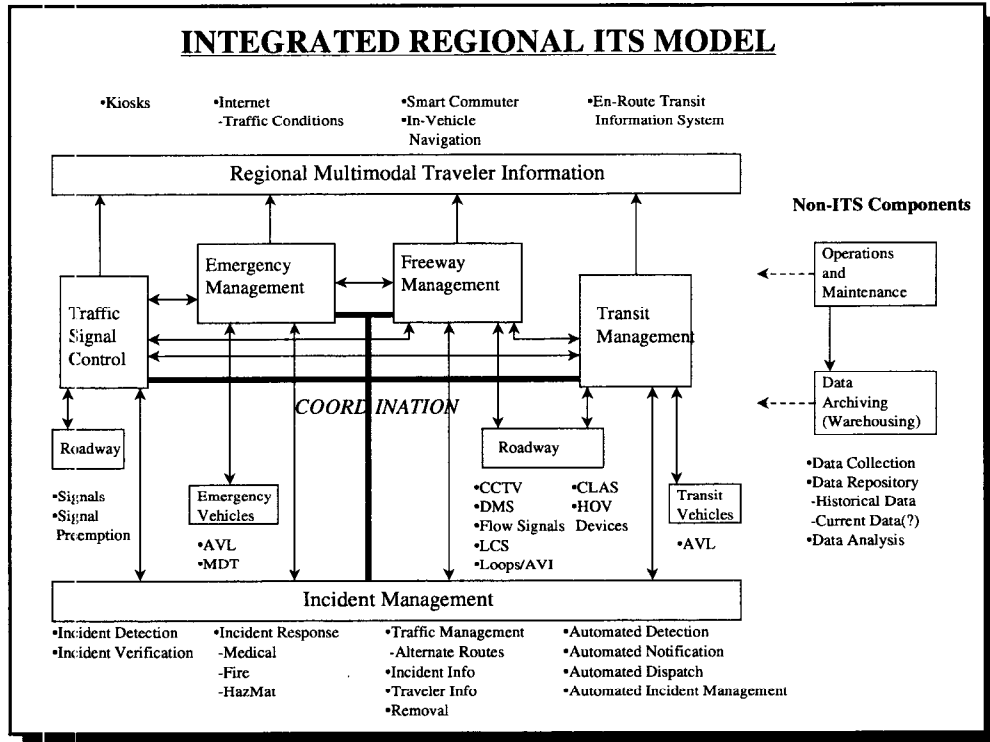 INTEGRATED REGIONAL ITS MODEL
•Kiosks
•Internet
-Traffic Conditions
•Smart Commuter
•In-Vehicle
Navigation
•En-Route Transit
Information System
Regional Multimodal Traveler Information
Non-ITS Components
Traffic
Signal
Control
Emergency
Management
Freeway
Management
Transit
Management
Operations
and
Maintenance
Data
Archiving
(Warehousing)
COORDINATION
Roadway
•Signals
•Signal
Preemption
Emergency
Vehicles
•AVL
•MDT
Roadway
•CCTV
•DMS
•Flow Signals
•LCS
•Loops/AVI
•CLAS
•HOV
Devices
Transit
Vehicles
•AVL
•Data Collection
•Data Repository
-Historical Data
-Current Data(?)
•Data Analysis
Incident Management
•Incident Detection
•Incident Verification
•Incident Response
-Medical
-Fire
-HazMat
•Traffic Management
-Alternate Routes
•Incident Info
•Traveler Info
•Removal
•Automated Detection
•Automated Notification
•Automated Dispatch
•Automated Incident Management